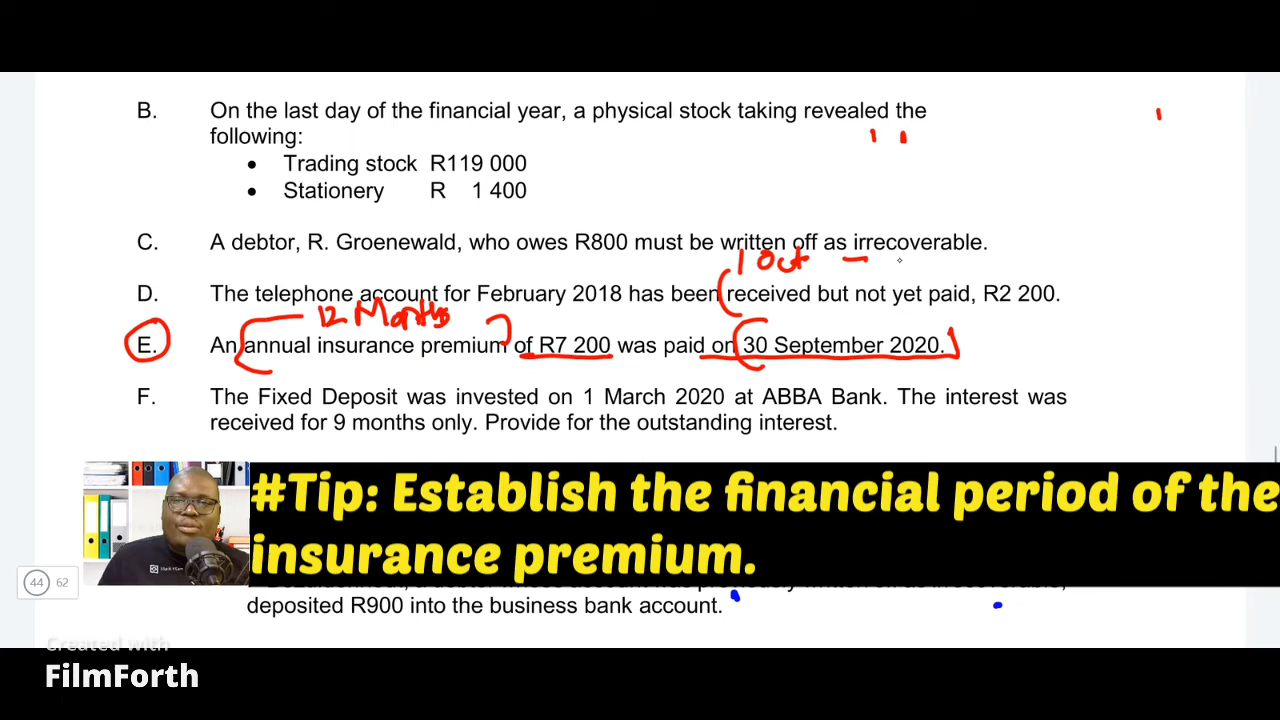 B. On the last day of the financial year, a physical stock taking revealed the
following:
• Trading stock R119 000
• Stationery R 1 400
C. A debtor, R. Groenewald, who owes R800 must be written off as irrecoverable.
1 Oct –
D. The telephone account for February 2018 has been received but not yet paid, R2 200.
12 Months
E. An annual insurance premium of R7 200 was paid on 30 September 2020.
F. The Fixed Deposit was invested on 1 March 2020 at ABBA Bank. The interest was
received for 9 months only. Provide for the outstanding interest.
#Tip: Establish the financial period of the
insurance premium.
44 62
deposited R900 into the business bank account.
Created with
FilmForth